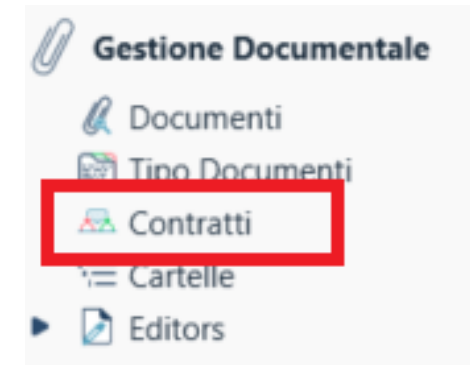 Gestione Documentale
Documenti
Tipo Documenti
Contratti
Cartelle
Editors